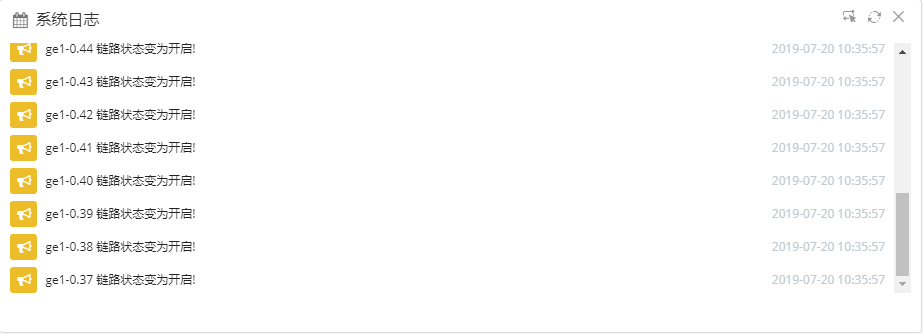 系统日志
ge1-0.44 链路状态变为开启! 2019-07-20 10:35:57
ge1-0.43 链路状态变为开启! 2019-07-20 10:35:57
ge1-0.42 链路状态变为开启! 2019-07-20 10:35:57
ge1-0.41 链路状态变为开启! 2019-07-20 10:35:57
ge1-0.40 链路状态变为开启! 2019-07-20 10:35:57
ge1-0.39 链路状态变为开启! 2019-07-20 10:35:57
ge1-0.38 链路状态变为开启! 2019-07-20 10:35:57
ge1-0.37 链路状态变为开启! 2019-07-20 10:35:57